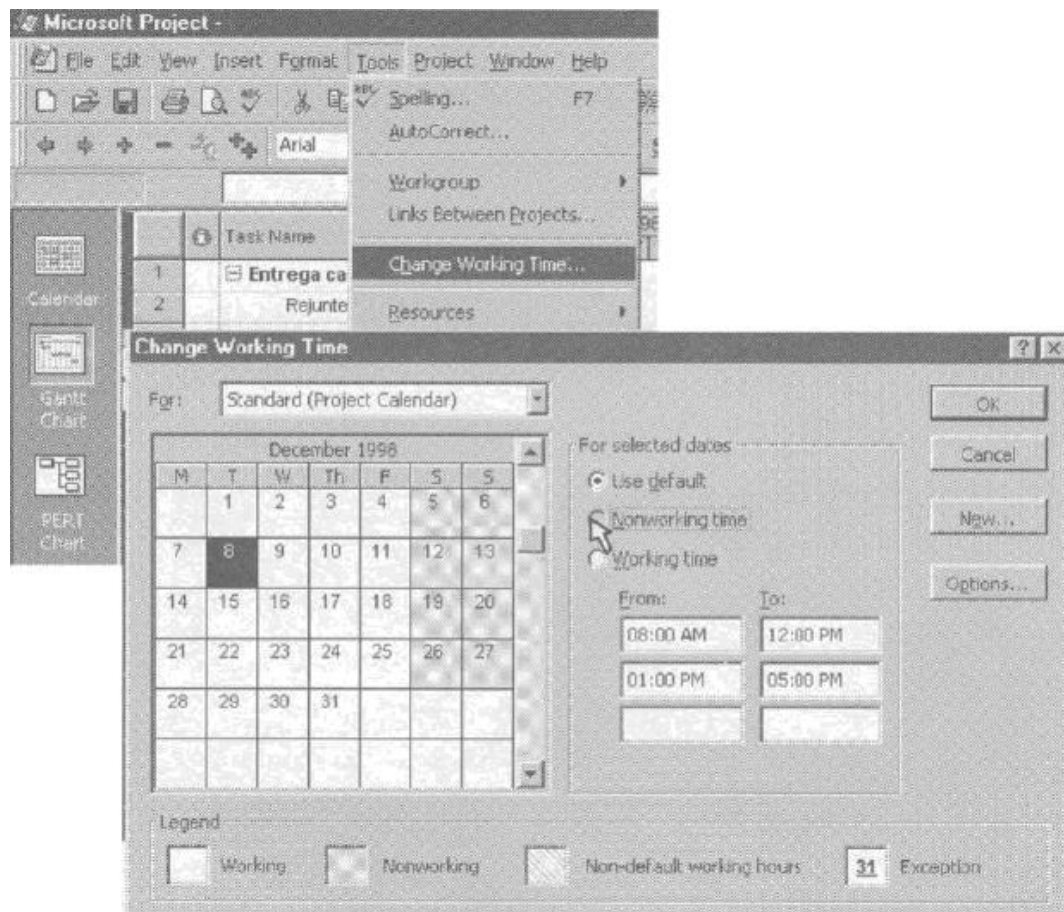 Microsoft Project -
File Edit View Insert Format Tools Project Window Help
Spelling... F7
AutoCorrect...
Arial
Workgroup
Links Between Projects...
Task Name
Change Working Time...
1 Entrega ca
2 Rejunte
Resources
Calendar
Gantt
Chart
PERT
Chart
Change Working Time
For: Standard (Project Calendar)
December 1998
M T W Th F S S
1 2 3 4 5 6
7 8 9 10 11 12 13
14 15 16 17 18 19 20
21 22 23 24 25 26 27
28 29 30 31
For selected dates
Use default
Nonworking time
Working time
From: To:
08:00 AM 12:00 PM
01:00 PM 05:00 PM
OK
Cancel
New...
Options...
Legend
Working Nonworking Non-default working hours 31 Exception